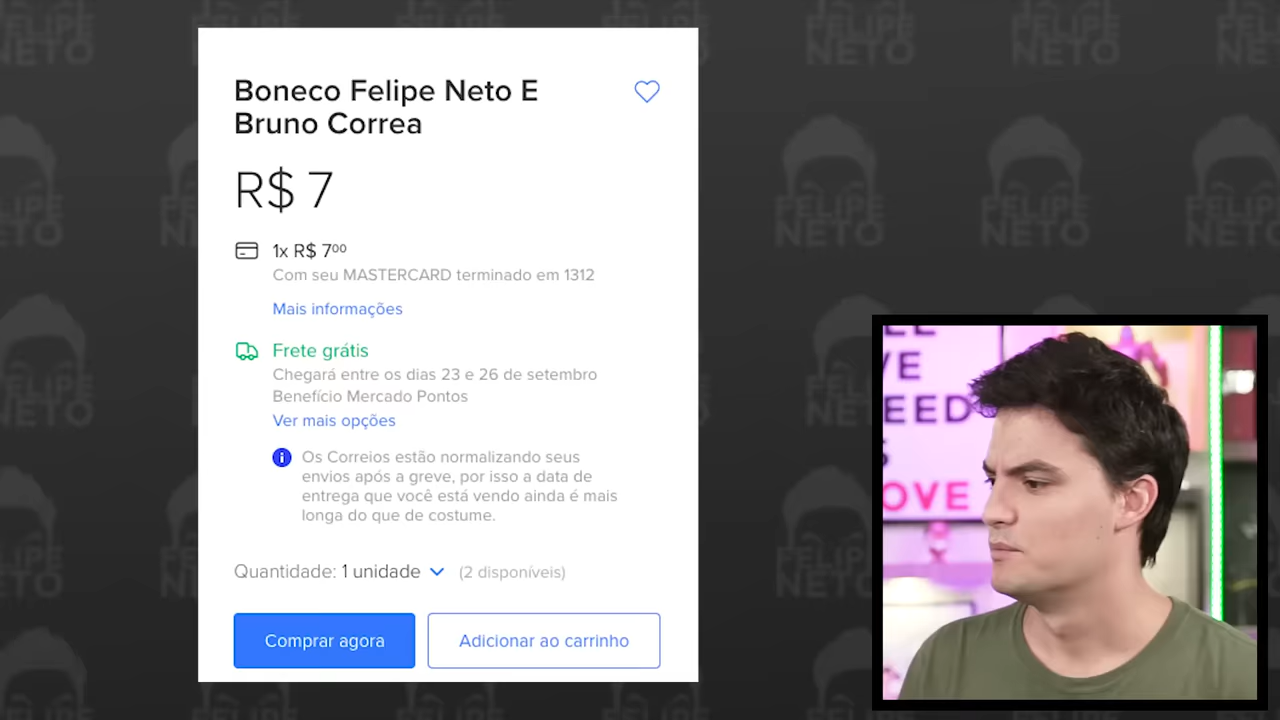 Boneco Felipe Neto E
Bruno Correa
R$ 7
1x R$ 7⁰⁰
Com seu MASTERCARD terminado em 1312
Mais informações
Frete grátis
Chegará entre os dias 23 e 26 de setembro
Benefício Mercado Pontos
Ver mais opções
Os Correios estão normalizando seus
envios após a greve, por isso a data de
entrega que você está vendo ainda é mais
longa do que de costume.
Quantidade: 1 unidade (2 disponíveis)
Comprar agora
Adicionar ao carrinho
FELIPE
NETO
EED
OVE